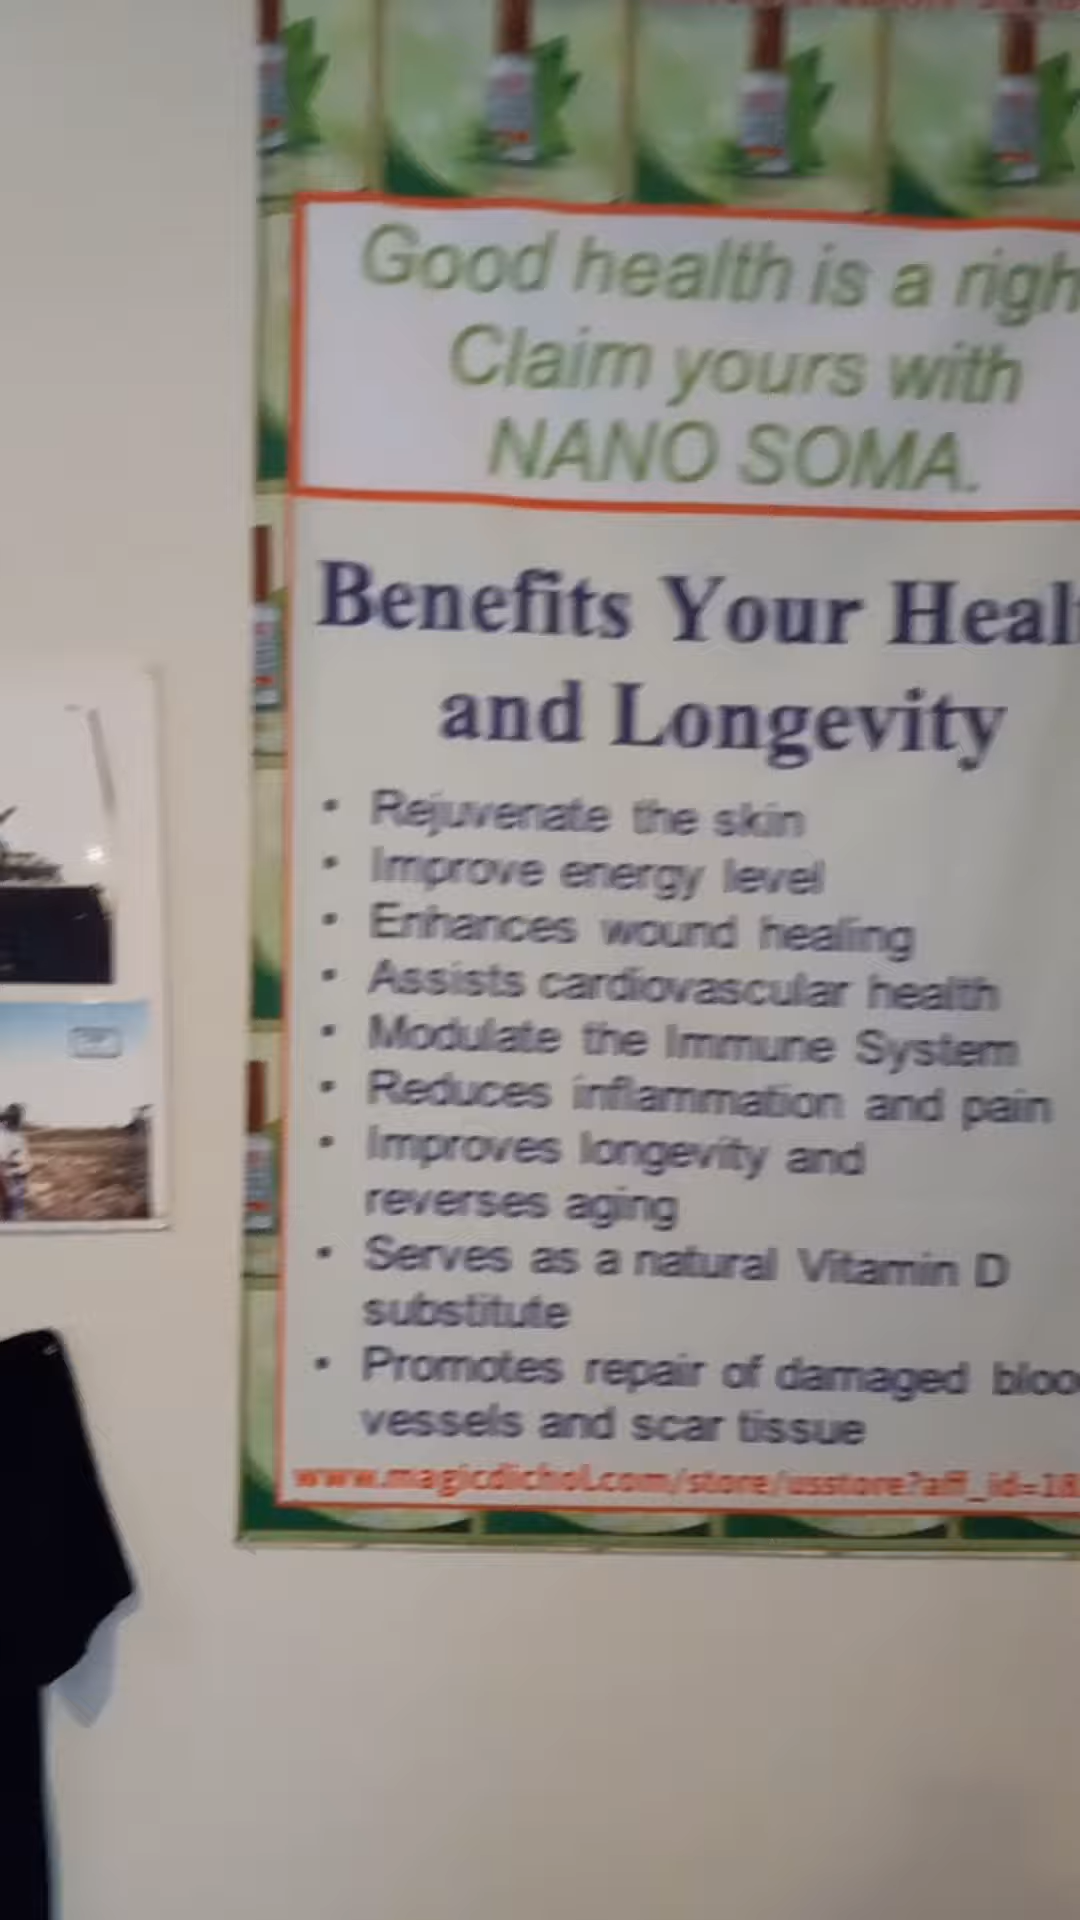 Good health is a
Claim yours with
NANO SOMA.
Benefits Your
and Longevity
• Rejuvenate the skin
• Improve energy level
• Enhances wound healing
• Assists cardiovascular health
• Modulate the Immune System
• Reduces inflammation and pain
• Improves longevity and
reverses aging
• Serves as a natural Vitamin D
substitute
• Promotes repair of damaged
vessels and scar tissue
www.magicdichol.com/store/usstore?aff_id=18